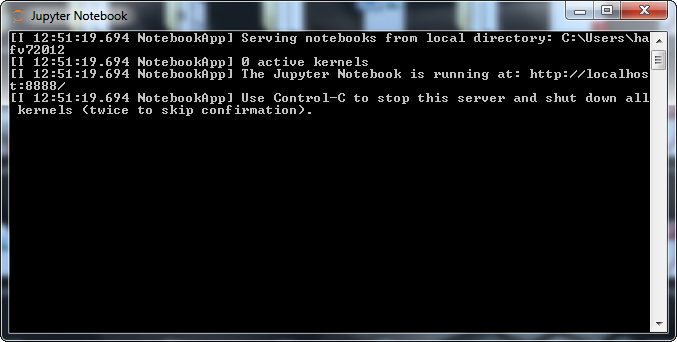 Jupyter Notebook
[I 12:51:19.694 NotebookApp] Serving notebooks from local directory: C:\Users\ha
fv72012
[I 12:51:19.694 NotebookApp] 0 active kernels
[I 12:51:19.694 NotebookApp] The Jupyter Notebook is running at: http://localhos
t:8888/
[I 12:51:19.694 NotebookApp] Use Control-C to stop this server and shut down all
 kernels (twice to skip confirmation).